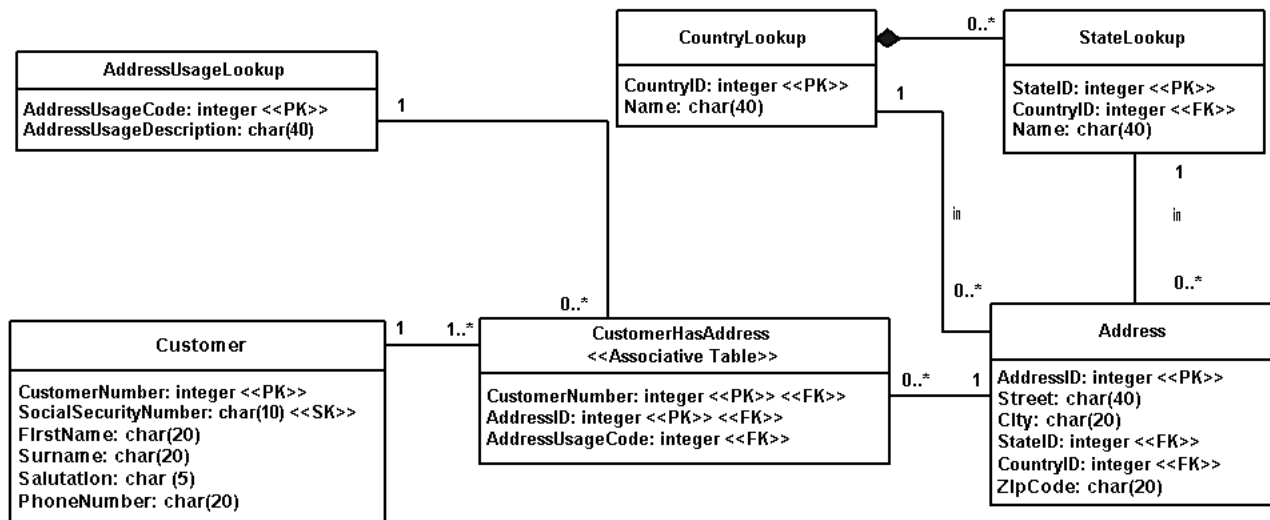 CountryLookup
CountryID: integer <<PK>>
Name: char(40)
0..*
StateLookup
StateID: integer <<PK>>
CountryID: integer <<FK>>
Name: char(40)
AddressUsageLookup
AddressUsageCode: integer <<PK>>
AddressUsageDescription: char(40)
1
1
1
in
in
0..*
0..*
0..*
Customer
CustomerNumber: integer <<PK>>
SocialSecurityNumber: char(10) <<SK>>
FirstName: char(20)
Surname: char(20)
Salutation: char (5)
PhoneNumber: char(20)
1
1..*
CustomerHasAddress
<<Associative Table>>
CustomerNumber: integer <<PK>> <<FK>>
AddressID: integer <<PK>> <<FK>>
AddressUsageCode: integer <<FK>>
0..*
1
Address
AddressID: integer <<PK>>
Street: char(40)
City: char(20)
StateID: integer <<FK>>
CountryID: integer <<FK>>
ZipCode: char(20)